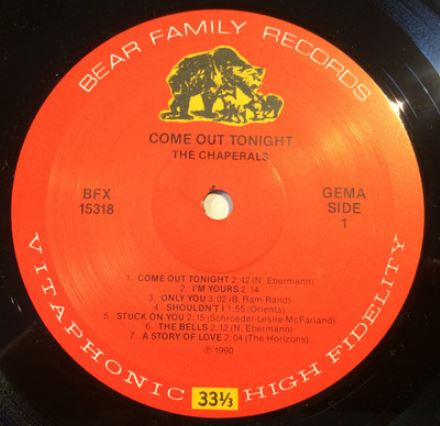 BEAR FAMILY RECORDS
COME OUT TONIGHT
THE CHAPERALS
BFX
15318
GEMA
SIDE
1
1. COME OUT TONIGHT 2:42 (N. Ebermann)
2. I'M YOURS 2:14
3. ONLY YOU 3:02 (B. Ram-Rand)
4. SHOULDN'T I 1:55 (Orients)
5. STUCK ON YOU 2:15 (Schroeder-Leslie-McFarland)
6. THE BELLS 2:12 (N. Ebermann)
7. A STORY OF LOVE 2:04 (The Horizons)
℗ 1990
VITAPHONIC 33⅓ HIGH FIDELITY